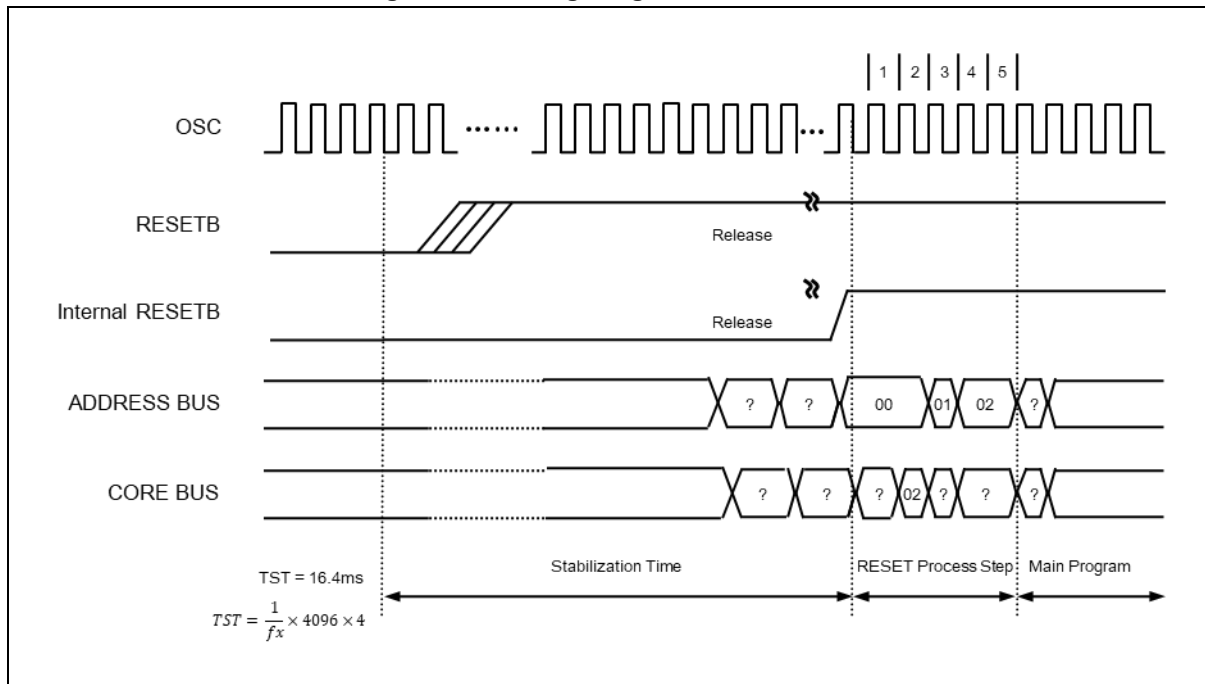 1 2 3 4 5
OSC
RESETB
Release
Internal RESETB
Release
ADDRESS BUS ? ? 00 01 02 ?
CORE BUS ? ? ? 02 ? ? ?
TST = 16.4ms
Stabilization Time RESET Process Step Main Program
TST = 1/fx × 4096 × 4